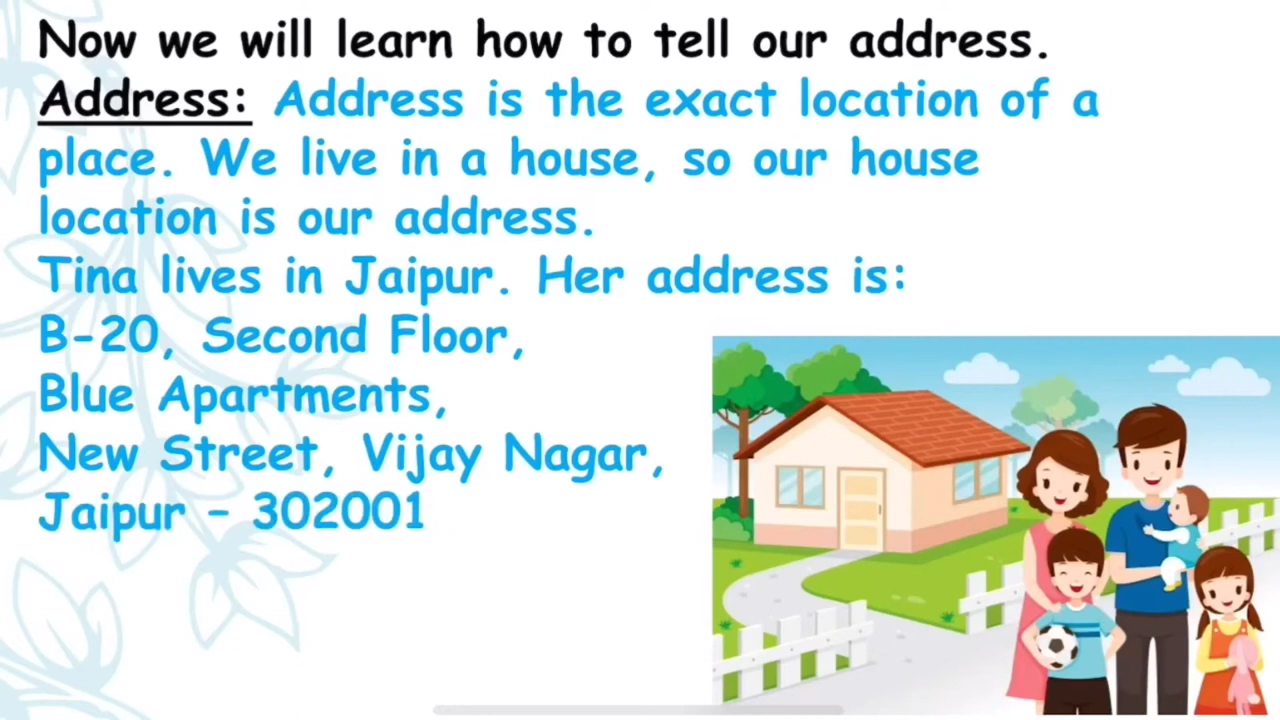 Now we will learn how to tell our address.
Address: Address is the exact location of a
place. We live in a house, so our house
location is our address.
Tina lives in Jaipur. Her address is:
B-20, Second Floor,
Blue Apartments,
New Street, Vijay Nagar,
Jaipur – 302001